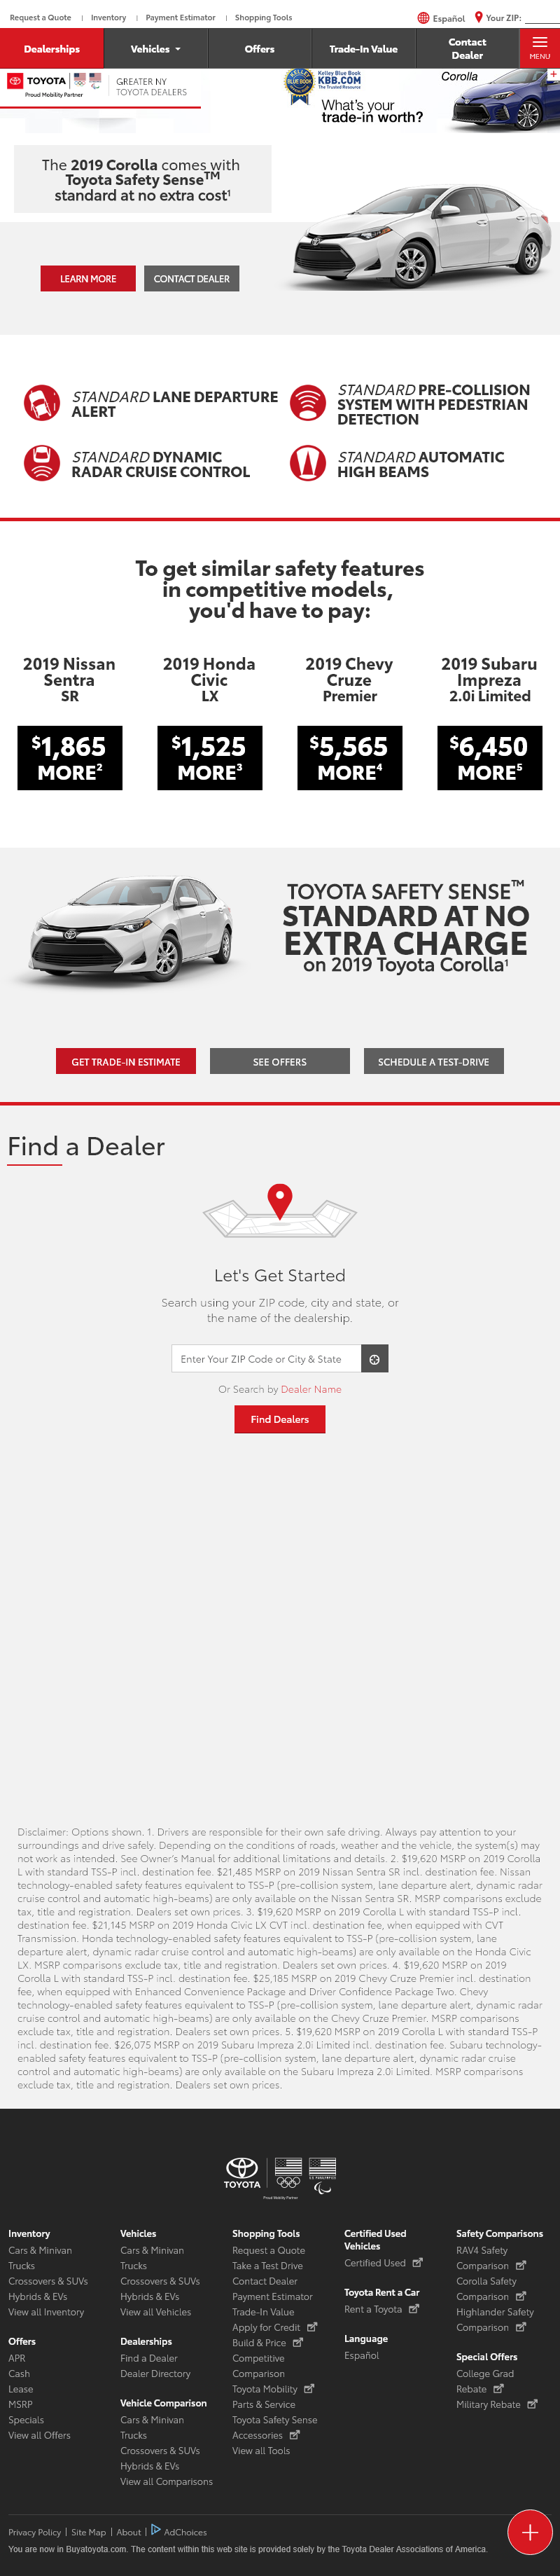 Request a Quote | Inventory | Payment Estimator | Shopping Tools
Español Your ZIP:
Dealerships Vehicles Offers Trade-In Value Contact Dealer MENU
TOYOTA
Proud Mobility Partner
GREATER NY
TOYOTA DEALERS
KELLEY BLUE BOOK
Kelley Blue Book
KBB.COM
The Trusted Resource
What's your
trade-in worth?
Corolla
The 2019 Corolla comes with
Toyota Safety Sense™
standard at no extra cost¹
LEARN MORE CONTACT DEALER
STANDARD LANE DEPARTURE
ALERT
STANDARD PRE-COLLISION
SYSTEM WITH PEDESTRIAN
DETECTION
STANDARD DYNAMIC
RADAR CRUISE CONTROL
STANDARD AUTOMATIC
HIGH BEAMS
To get similar safety features
in competitive models,
you'd have to pay:
2019 Nissan
Sentra
SR
$1,865
MORE²
2019 Honda
Civic
LX
$1,525
MORE³
2019 Chevy
Cruze
Premier
$5,565
MORE⁴
2019 Subaru
Impreza
2.0i Limited
$6,450
MORE⁵
TOYOTA SAFETY SENSE™
STANDARD AT NO
EXTRA CHARGE
on 2019 Toyota Corolla¹
GET TRADE-IN ESTIMATE SEE OFFERS SCHEDULE A TEST-DRIVE
Find a Dealer
Let's Get Started
Search using your ZIP code, city and state, or
the name of the dealership.
Enter Your ZIP Code or City & State
Or Search by Dealer Name
Find Dealers
Disclaimer: Options shown. 1. Drivers are responsible for their own safe driving. Always pay attention to your
surroundings and drive safely. Depending on the conditions of roads, weather and the vehicle, the system(s) may
not work as intended. See Owner's Manual for additional limitations and details. 2. $19,620 MSRP on 2019 Corolla
L with standard TSS-P incl. destination fee. $21,485 MSRP on 2019 Nissan Sentra SR incl. destination fee. Nissan
technology-enabled safety features equivalent to TSS-P (pre-collision system, lane departure alert, dynamic radar
cruise control and automatic high-beams) are only available on the Nissan Sentra SR. MSRP comparisons exclude
tax, title and registration. Dealers set own prices. 3. $19,620 MSRP on 2019 Corolla L with standard TSS-P incl.
destination fee. $21,145 MSRP on 2019 Honda Civic LX CVT incl. destination fee, when equipped with CVT
Transmission. Honda technology-enabled safety features equivalent to TSS-P (pre-collision system, lane
departure alert, dynamic radar cruise control and automatic high-beams) are only available on the Honda Civic
LX. MSRP comparisons exclude tax, title and registration. Dealers set own prices. 4. $19,620 MSRP on 2019
Corolla L with standard TSS-P incl. destination fee. $25,185 MSRP on 2019 Chevy Cruze Premier incl. destination
fee, when equipped with Enhanced Convenience Package and Driver Confidence Package Two. Chevy
technology-enabled safety features equivalent to TSS-P (pre-collision system, lane departure alert, dynamic radar
cruise control and automatic high-beams) are only available on the Chevy Cruze Premier. MSRP comparisons
exclude tax, title and registration. Dealers set own prices. 5. $19,620 MSRP on 2019 Corolla L with standard TSS-P
incl. destination fee. $26,075 MSRP on 2019 Subaru Impreza 2.0i Limited incl. destination fee. Subaru technology-
enabled safety features equivalent to TSS-P (pre-collision system, lane departure alert, dynamic radar cruise
control and automatic high-beams) are only available on the Subaru Impreza 2.0i Limited. MSRP comparisons
exclude tax, title and registration. Dealers set own prices.
TOYOTA
Proud Mobility Partner
Inventory
Cars & Minivan
Trucks
Crossovers & SUVs
Hybrids & EVs
View all Inventory
Offers
APR
Cash
Lease
MSRP
Specials
View all Offers
Vehicles
Cars & Minivan
Trucks
Crossovers & SUVs
Hybrids & EVs
View all Vehicles
Dealerships
Find a Dealer
Dealer Directory
Vehicle Comparison
Cars & Minivan
Trucks
Crossovers & SUVs
Hybrids & EVs
View all Comparisons
Shopping Tools
Request a Quote
Take a Test Drive
Contact Dealer
Payment Estimator
Trade-In Value
Apply for Credit
Build & Price
Competitive
Comparison
Toyota Mobility
Parts & Service
Toyota Safety Sense
Accessories
View all Tools
Certified Used
Vehicles
Certified Used
Toyota Rent a Car
Rent a Toyota
Language
Español
Safety Comparisons
RAV4 Safety
Comparison
Corolla Safety
Comparison
Highlander Safety
Comparison
Special Offers
College Grad
Rebate
Military Rebate
Privacy Policy | Site Map | About | AdChoices
You are now in Buyatoyota.com. The content within this web site is provided solely by the Toyota Dealer Associations of America.